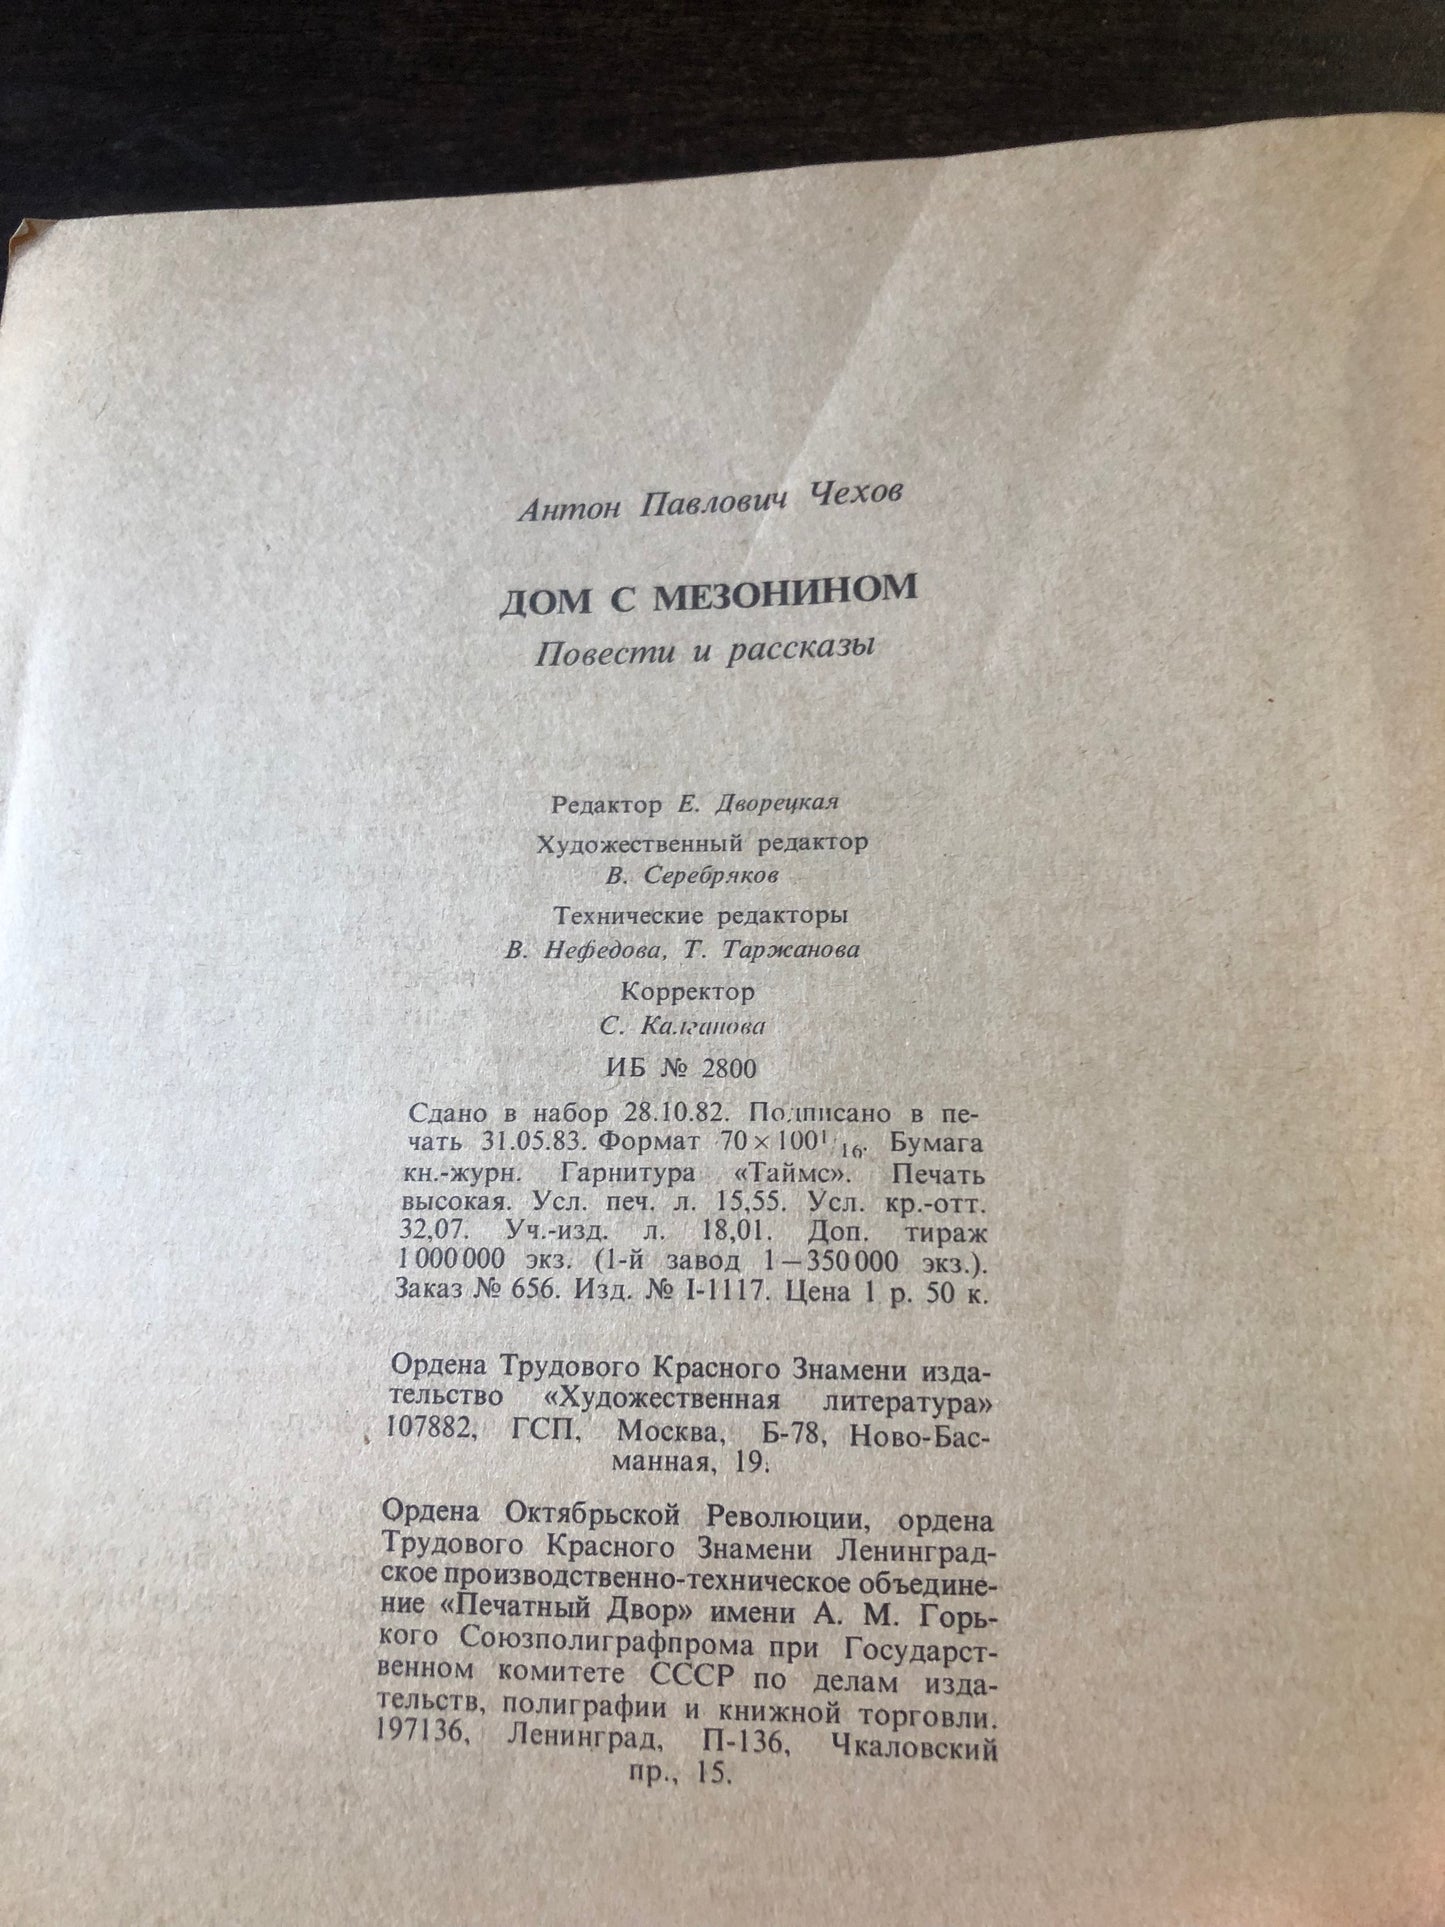 Антон Павлович Чехов
ДОМ С МЕЗОНИНОМ
Повести и рассказы
Редактор Е. Дворецкая
Художественный редактор
В. Серебряков
Технические редакторы
В. Нефедова, Т. Таржанова
Корректор
С. Калганова
ИБ № 2800
Сдано в набор 28.10.82. Подписано в пе-
чать 31.05.83. Формат 70×100¹/₁₆. Бумага
кн.-журн. Гарнитура «Таймс». Печать
высокая. Усл. печ. л. 15,55. Усл. кр.-отт.
32,07. Уч.-изд. л. 18,01. Доп. тираж
1 000 000 экз. (1-й завод 1—350 000 экз.).
Заказ № 656. Изд. № I-1117. Цена 1 р. 50 к.
Ордена Трудового Красного Знамени изда-
тельство «Художественная литература»
107882, ГСП, Москва, Б-78, Ново-Бас-
манная, 19.
Ордена Октябрьской Революции, ордена
Трудового Красного Знамени Ленинград-
ское производственно-техническое объедине-
ние «Печатный Двор» имени А. М. Горь-
кого Союзполиграфпрома при Государст-
венном комитете СССР по делам изда-
тельств, полиграфии и книжной торговли.
197136, Ленинград, П-136, Чкаловский
пр., 15.